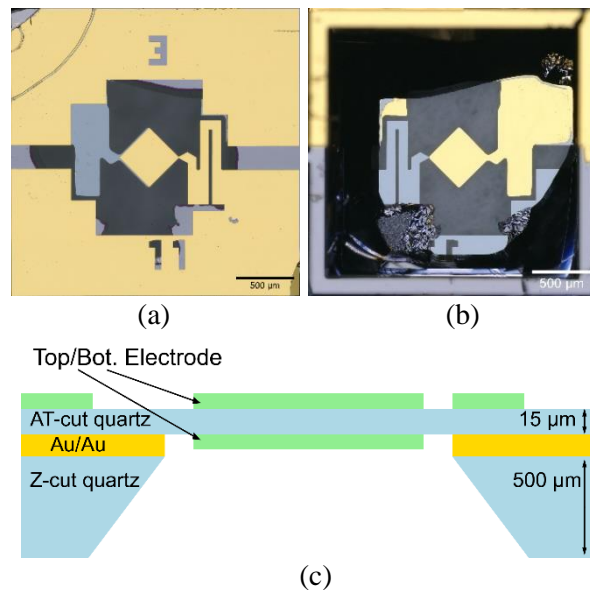 3
11
500 µm
500 µm
(a)
(b)
Top/Bot. Electrode
AT-cut quartz
15 µm
Au/Au
Z-cut quartz
500 µm
(c)